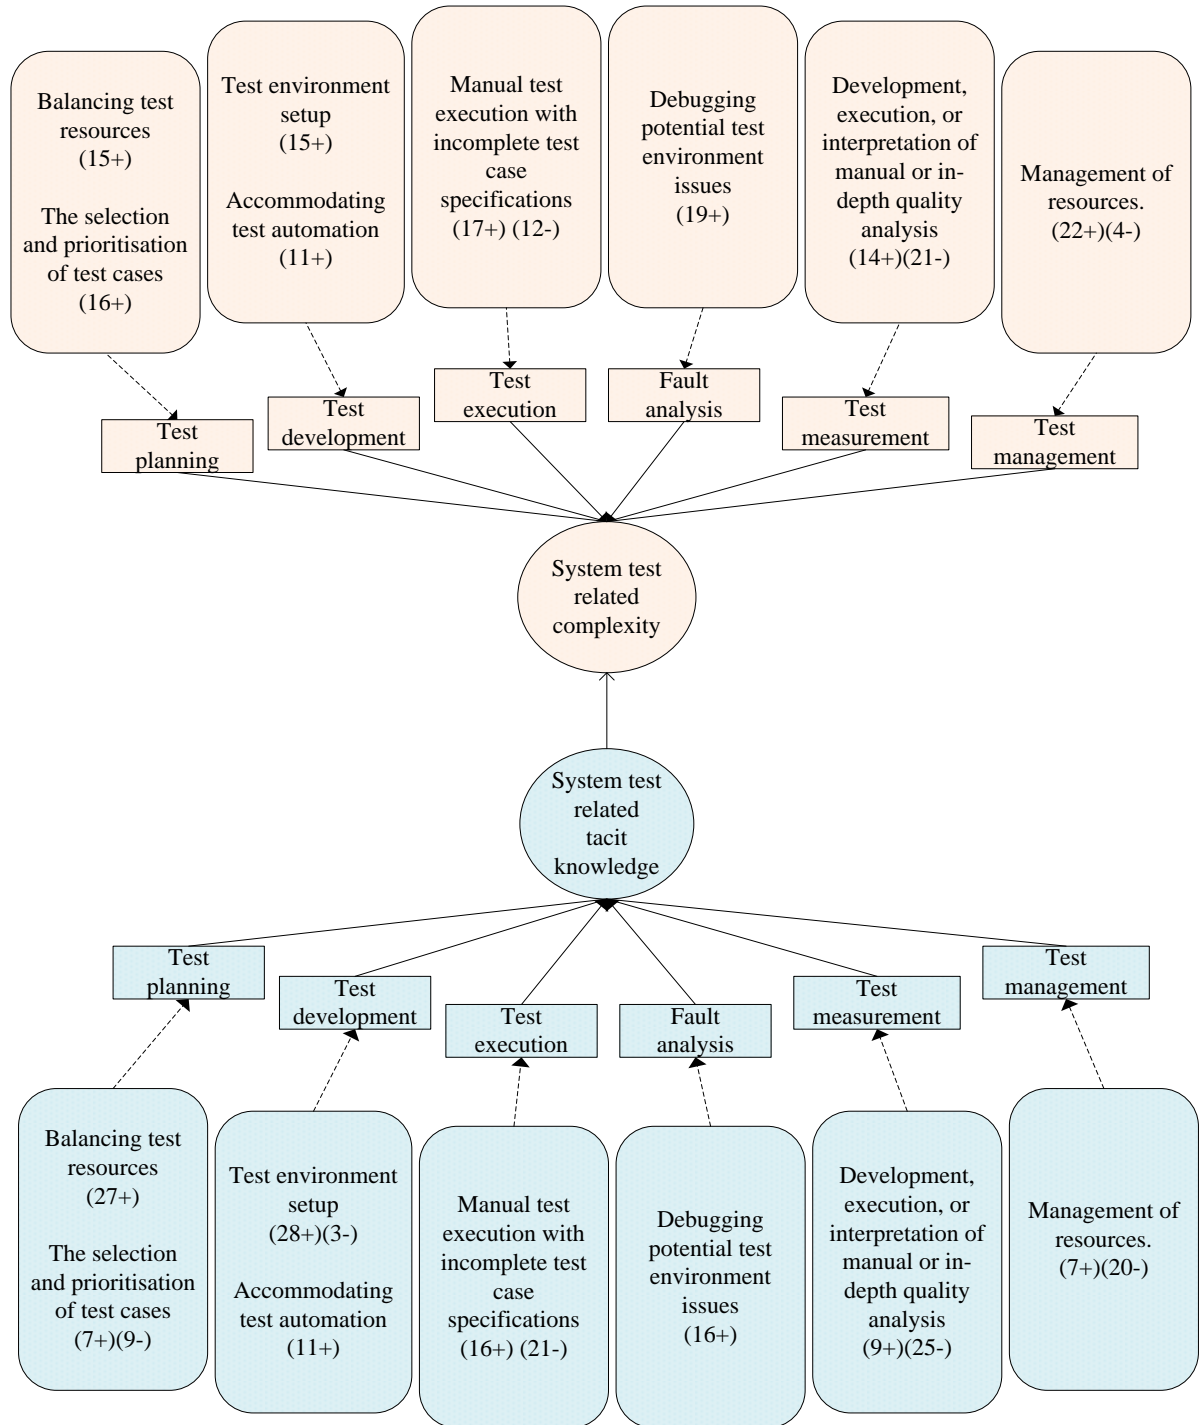 Balancing test
resources
(15+)
The selection
and prioritisation
of test cases
(16+)
Test environment
setup
(15+)
Accommodating
test automation
(11+)
Manual test
execution with
incomplete test
case
specifications
(17+) (12-)
Debugging
potential test
environment
issues
(19+)
Development,
execution, or
interpretation of
manual or in-
depth quality
analysis
(14+)(21-)
Management of
resources.
(22+)(4-)
Test
planning
Test
development
Test
execution
Fault
analysis
Test
measurement
Test
management
System test
related
complexity
System test
related
tacit
knowledge
Test
planning
Test
development
Test
execution
Fault
analysis
Test
measurement
Test
management
Balancing test
resources
(27+)
The selection
and prioritisation
of test cases
(7+)(9-)
Test environment
setup
(28+)(3-)
Accommodating
test automation
(11+)
Manual test
execution with
incomplete test
case
specifications
(16+) (21-)
Debugging
potential test
environment
issues
(16+)
Development,
execution, or
interpretation of
manual or in-
depth quality
analysis
(9+)(25-)
Management of
resources.
(7+)(20-)